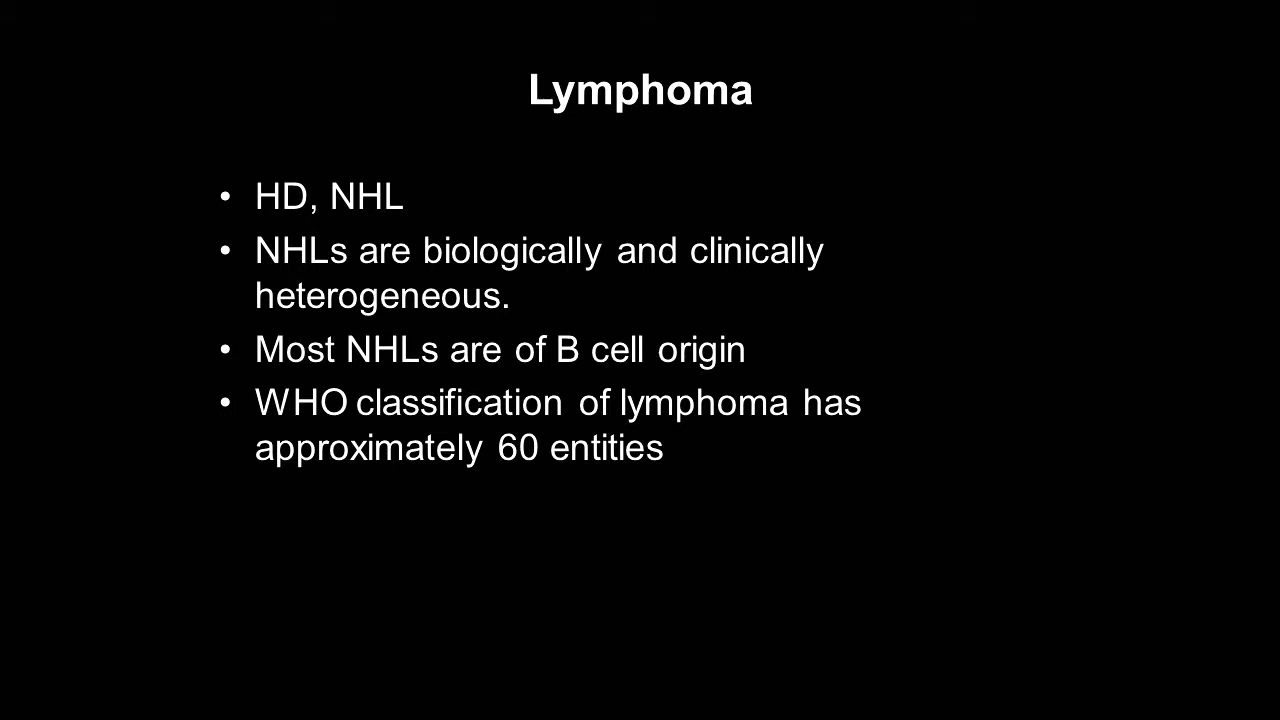 Lymphoma
• HD, NHL
• NHLs are biologically and clinically
heterogeneous.
• Most NHLs are of B cell origin
• WHO classification of lymphoma has
approximately 60 entities